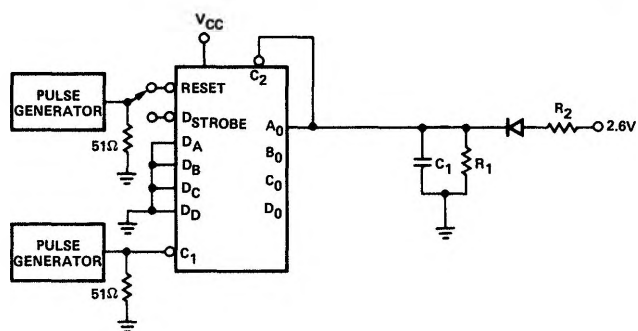 VCC
PULSE
GENERATOR
51Ω
RESET
DSTROBE
DA
DB
DC
DD
C2
A0
B0
C0
D0
C1
R1
R2
2.6V
PULSE
GENERATOR
51Ω
C1